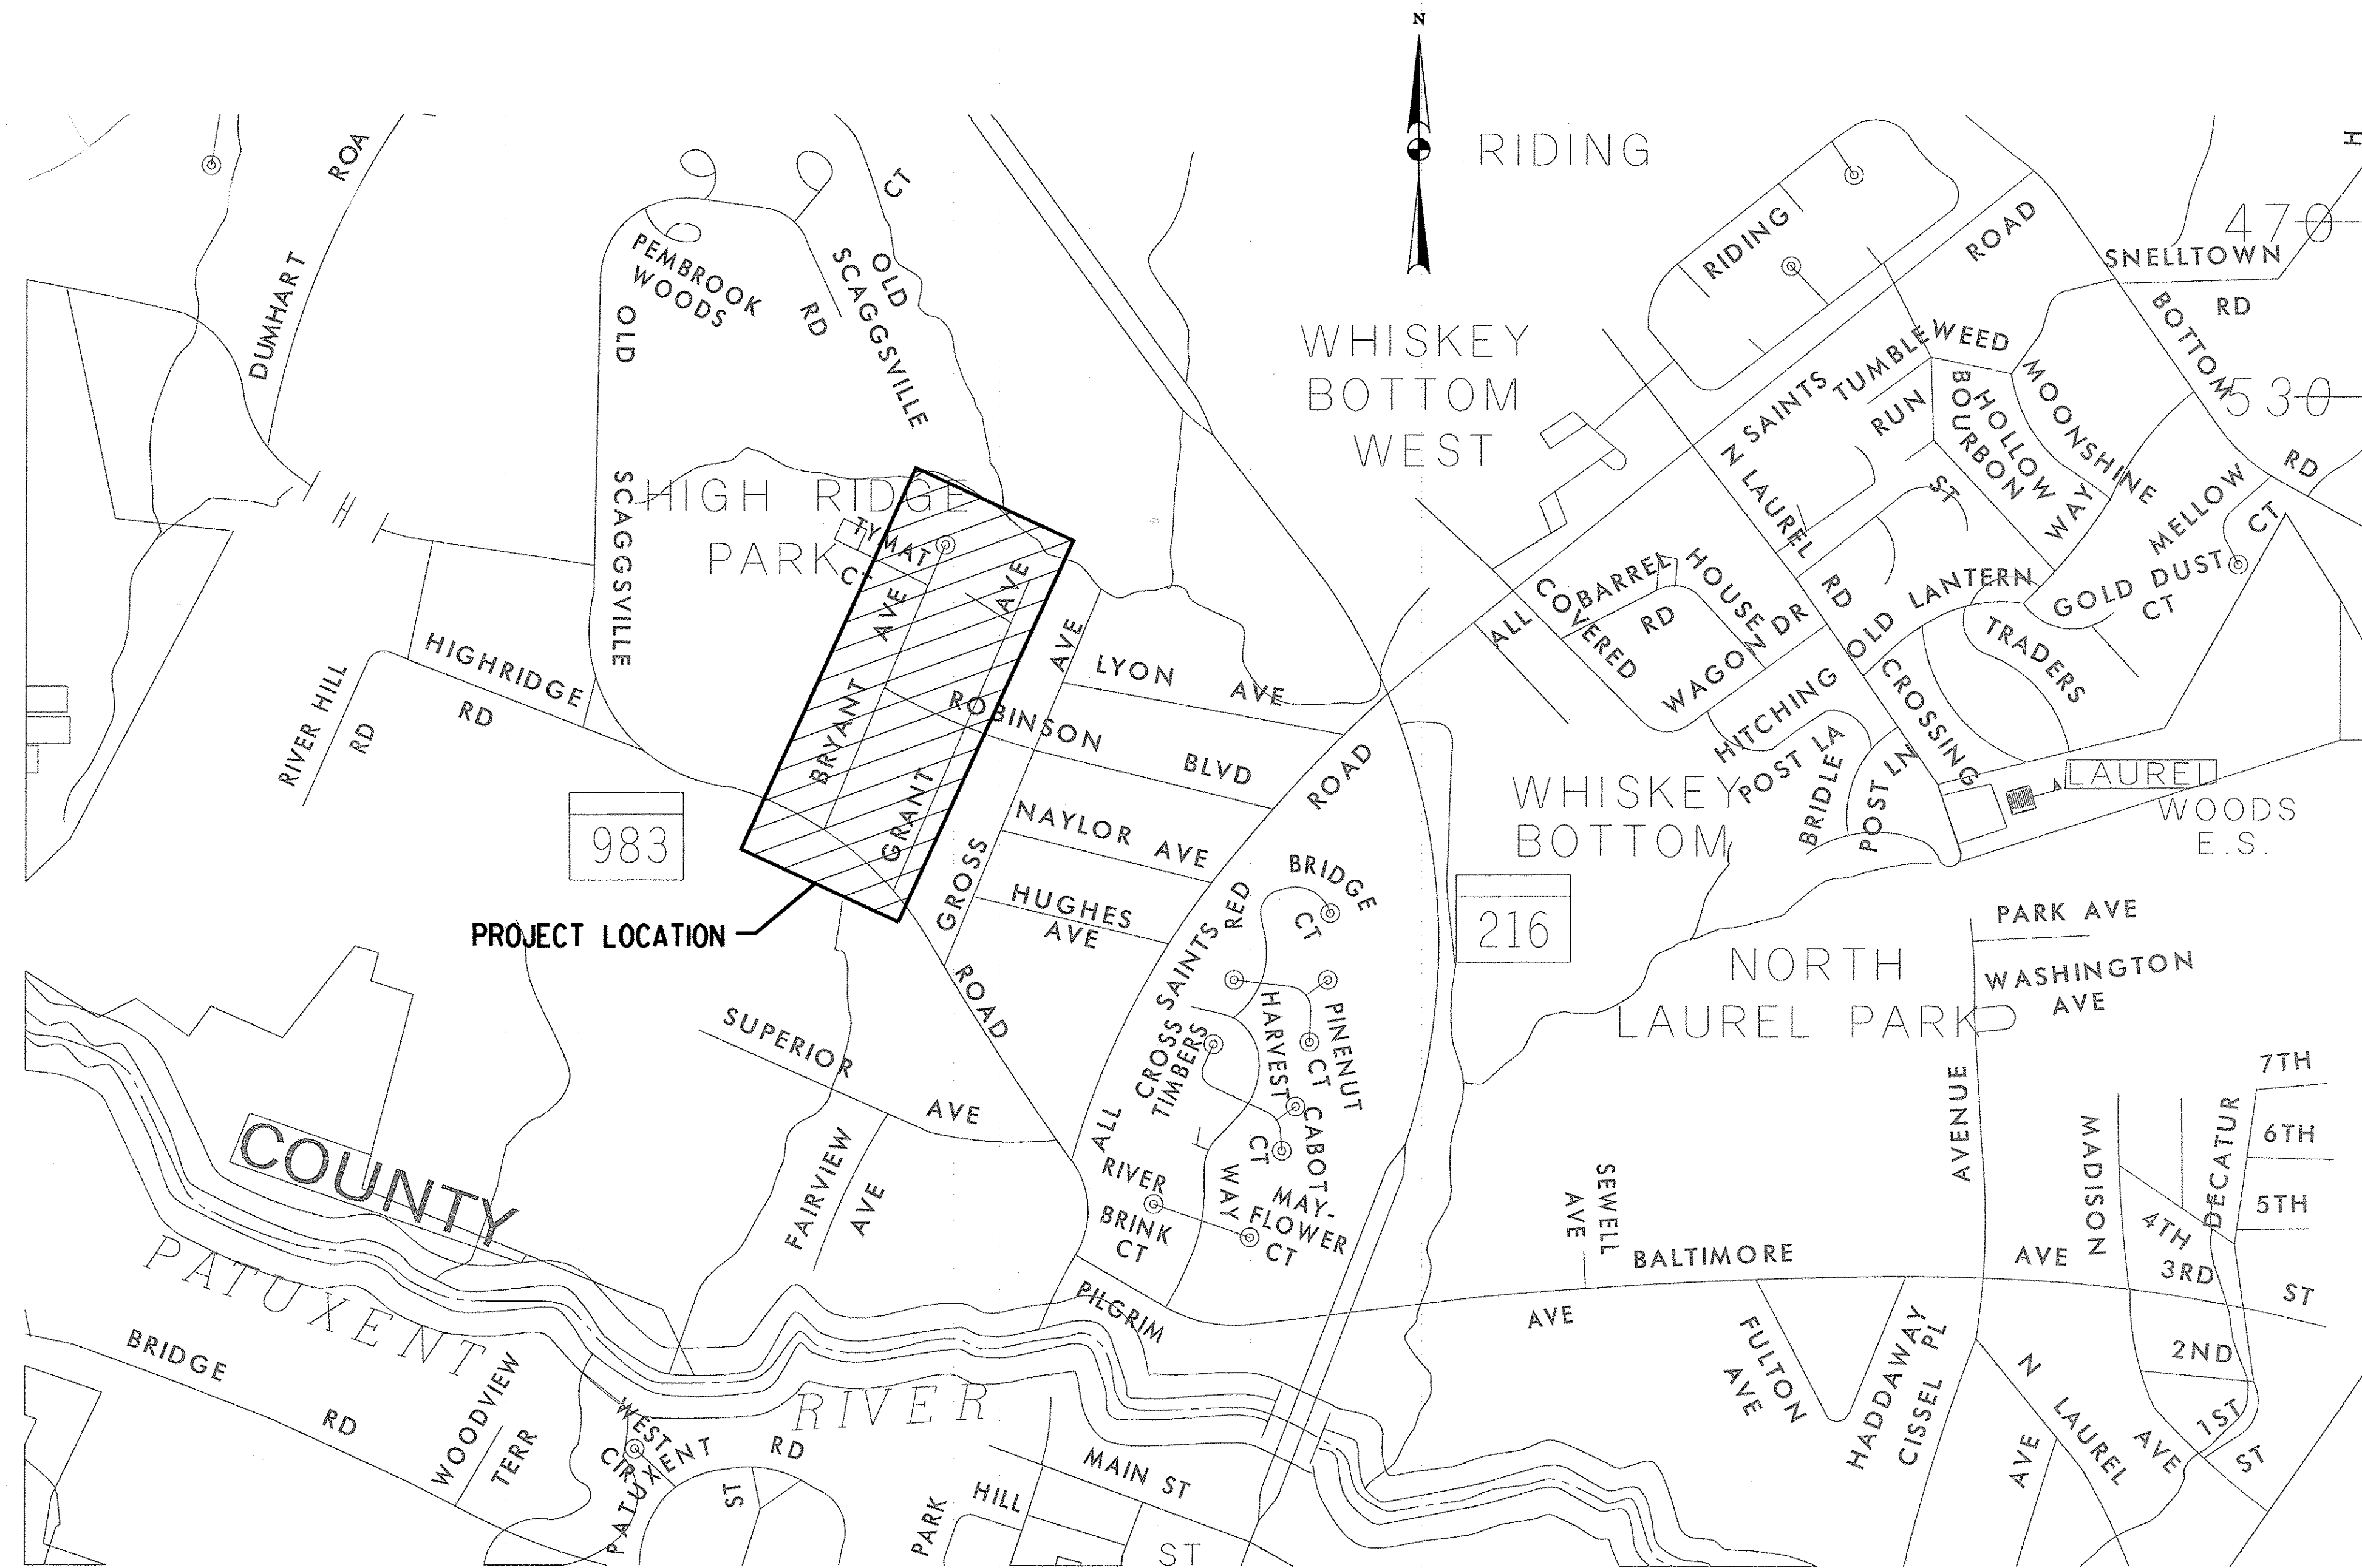 N
RIDING
ROA
DUMHART
CT
OLD
SCAGGSVILLE
PEMBROOK
WOODS
RD
OLD
SCAGGSVILLE
RIDING
ROAD
470
SNELLTOWN
RD
BOTTOM
530
RD
WHISKEY
BOTTOM
WEST
TUMBLEWEED
RUN
SAINTS
N LAUREL
RD
BOURBON
ST
HOLLOW
WAY
MOONSHINE
MELLOW
CT
GOLD DUST
CT
HIGH RIDGE
PARK
TYMAT
CT
AVE
BRYANT
AVE
GRANT
AVE
GROSS
LYON AVE
ROBINSON BLVD
NAYLOR AVE
HUGHES
AVE
HIGHRIDGE
RD
RIVER HILL
RD
ALL
ROAD
COVERED
WAGON DR
BARREL
HOUSE
RD
OLD LANTERN
TRADERS
CROSSING
HITCHING
POST LA
BRIDLE
POST LN
WHISKEY
BOTTOM
LAUREL
WOODS
E.S.
983
216
PROJECT LOCATION
ROAD
SUPERIOR
AVE
FAIRVIEW
AVE
ALL
SAINTS
RED
BRIDGE
CT
HARVEST
CT
PINENUT
CROSS
TIMBERS
CABOT
CT
WAY
RIVER
BRINK
CT
MAY-
FLOWER
CT
PILGRIM
NORTH
LAUREL PARK
PARK AVE
WASHINGTON
AVE
AVENUE
MADISON
DECATUR
7TH
6TH
5TH
4TH
3RD
ST
2ND
1ST
ST
SEWELL
AVE
BALTIMORE
AVE
AVE
FULTON
AVE
HADDAWAY
PL
CISSEL
AVE
N LAUREL
AVE
COUNTY
PATUXENT
RIVER
BRIDGE
RD
WOODVIEW
TERR
WEST
CIR
PATUXENT
RD
ST
PARK
HILL
MAIN ST
ST